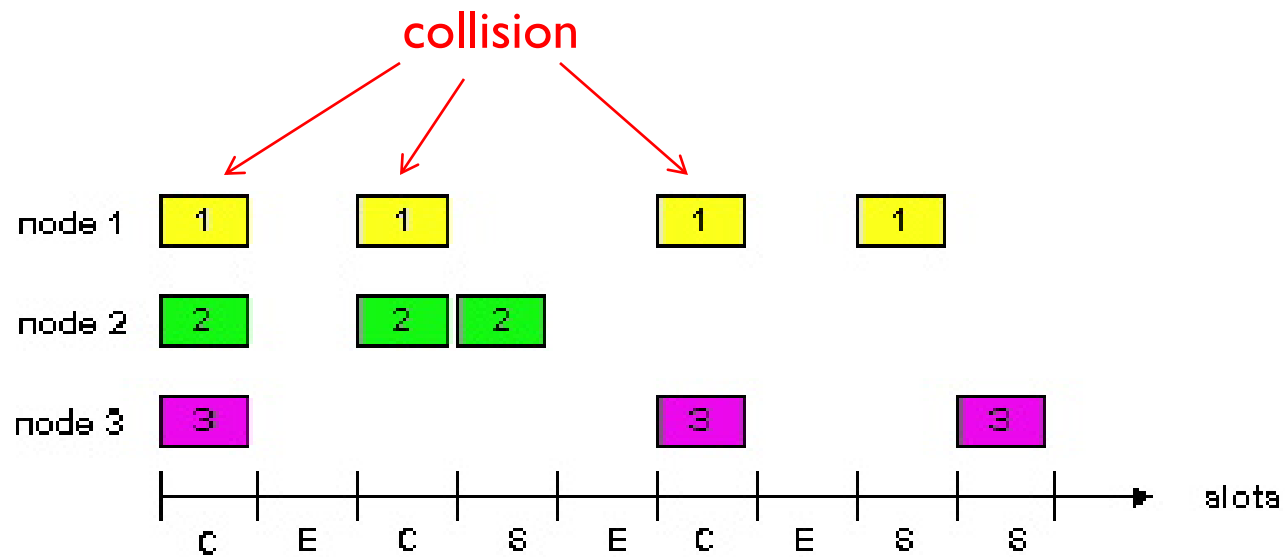 collision
node 1 1 1 1 1
node 2 2 2 2
node 3 3 3 3
slots
C E C S E C E S S